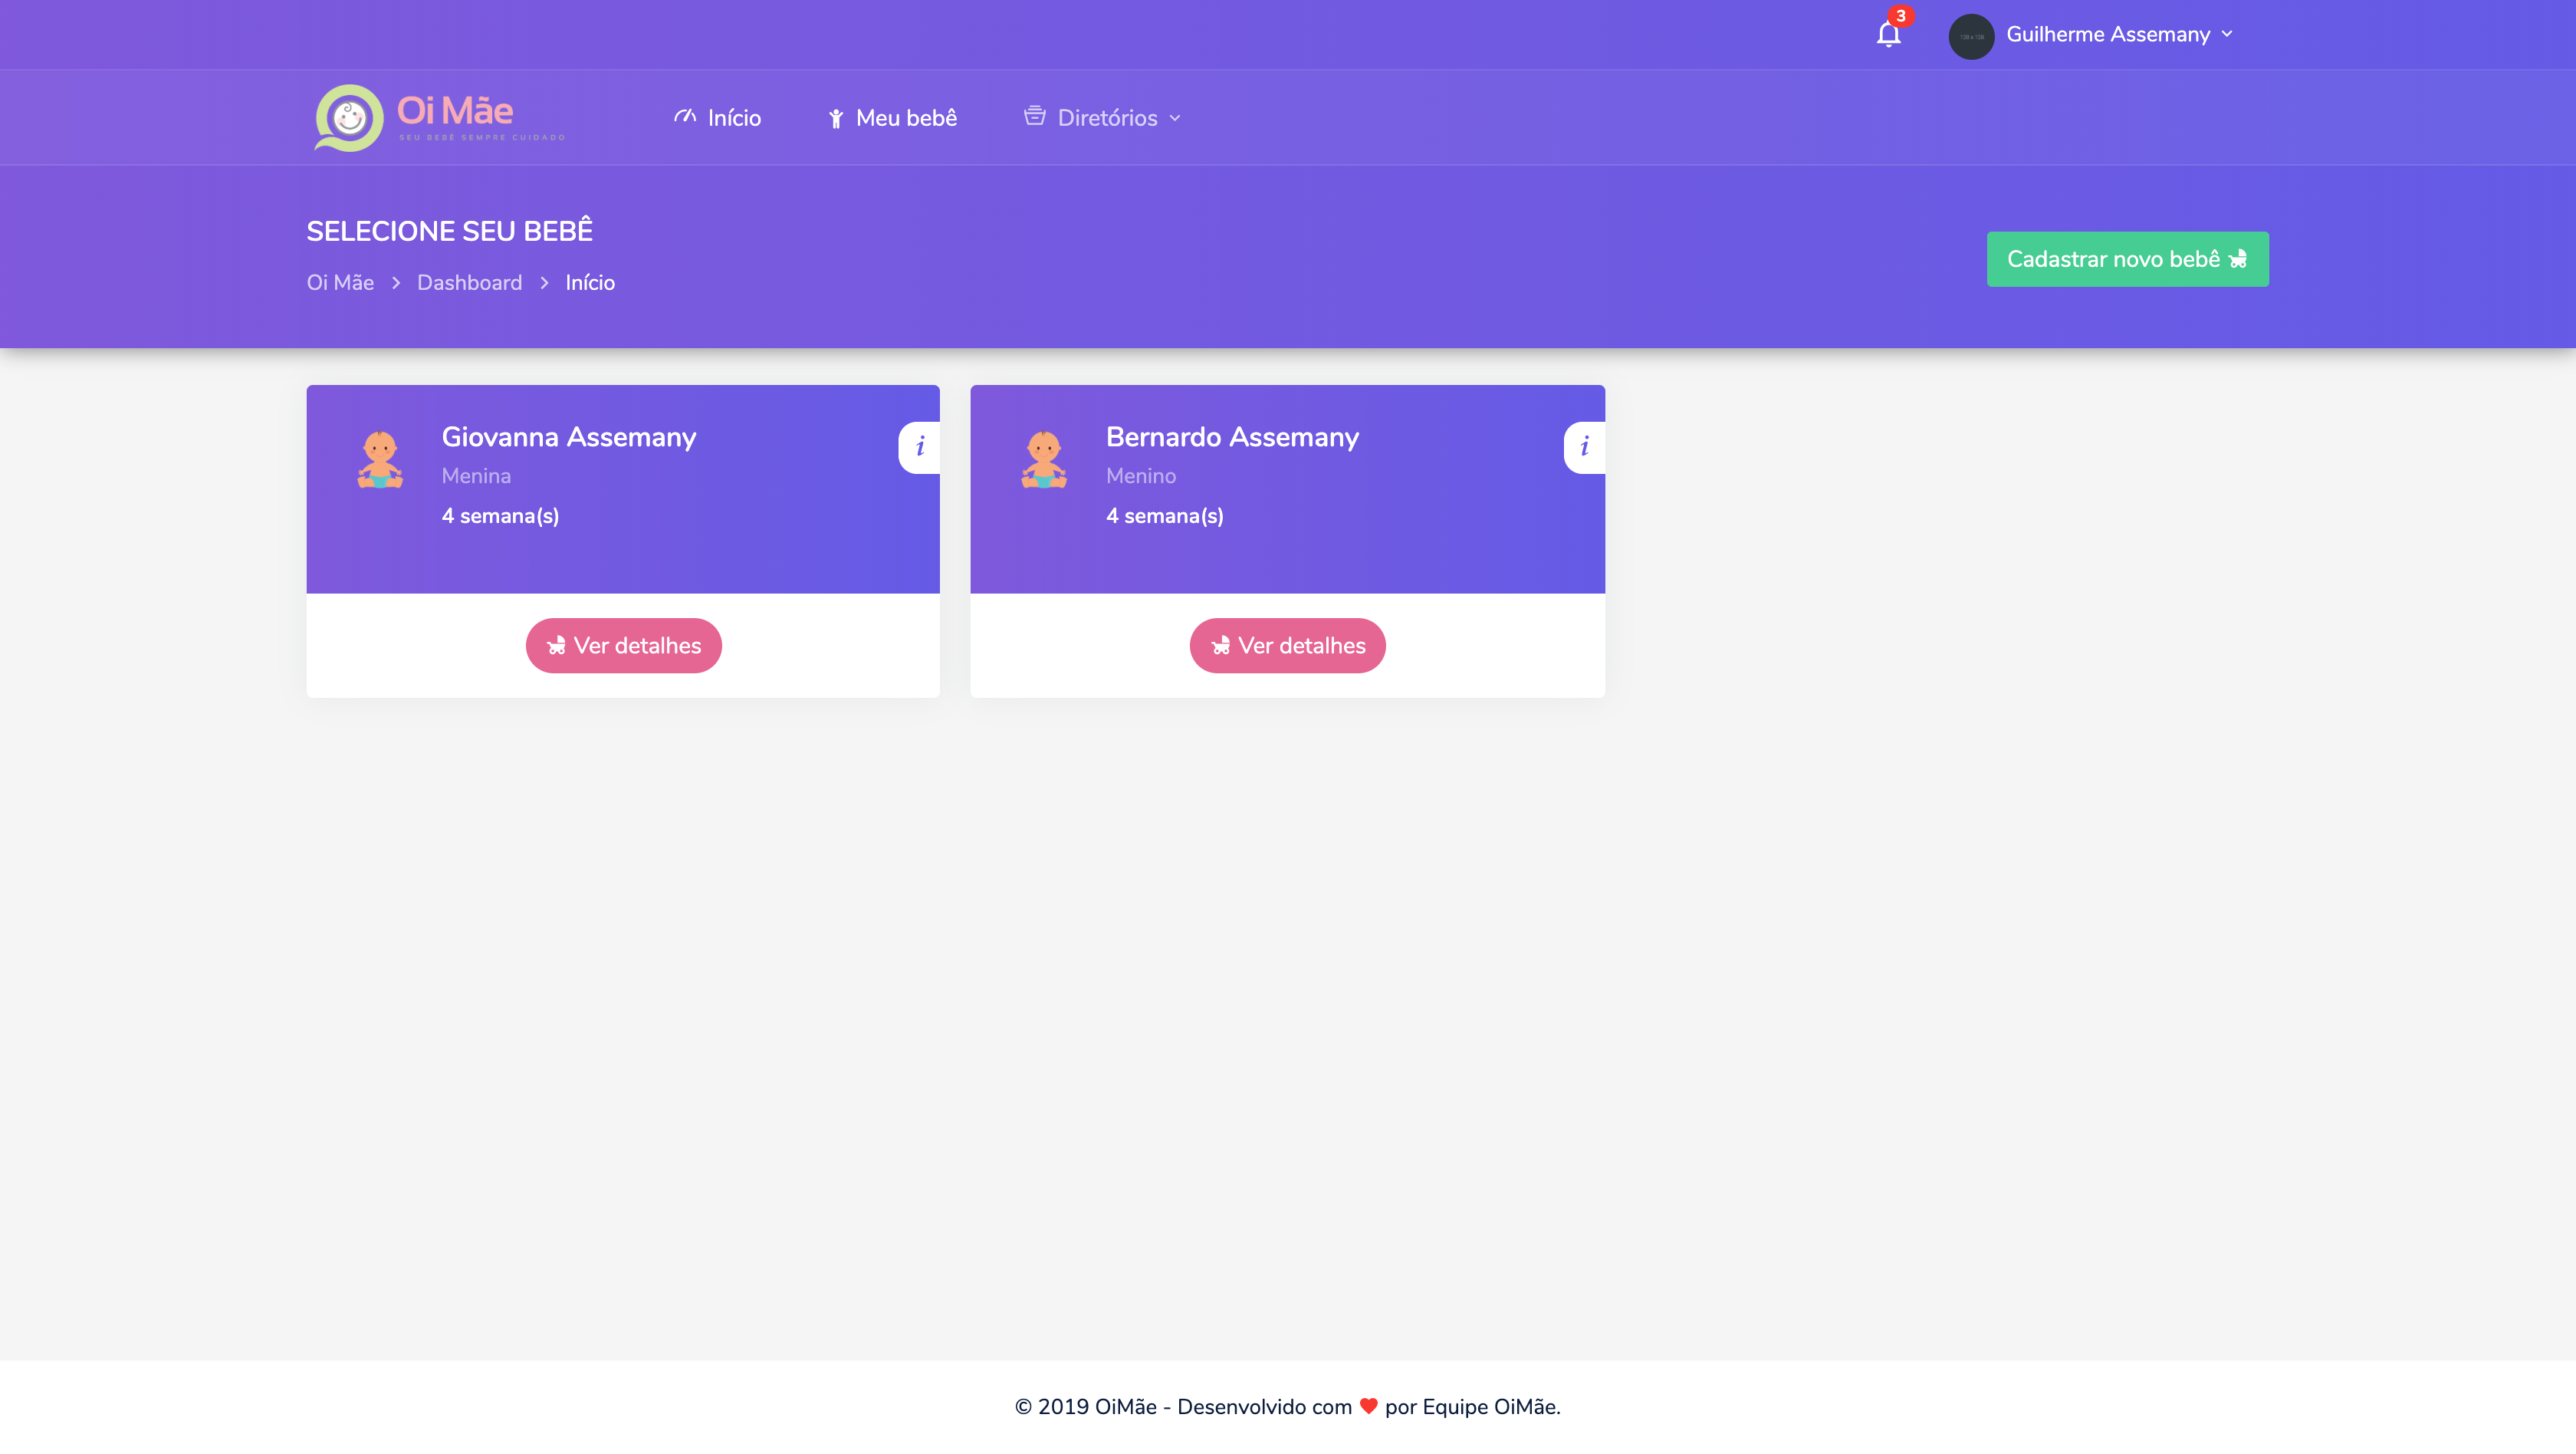 3
Guilherme Assemany
Oi Mãe
SEU BEBÊ SEMPRE CUIDADO
Início
Meu bebê
Diretórios
SELECIONE SEU BEBÊ
Oi Mãe > Dashboard > Início
Cadastrar novo bebê
Giovanna Assemany
i
Menina
4 semana(s)
Ver detalhes
Bernardo Assemany
i
Menino
4 semana(s)
Ver detalhes
© 2019 OiMãe - Desenvolvido com ❤ por Equipe OiMãe.